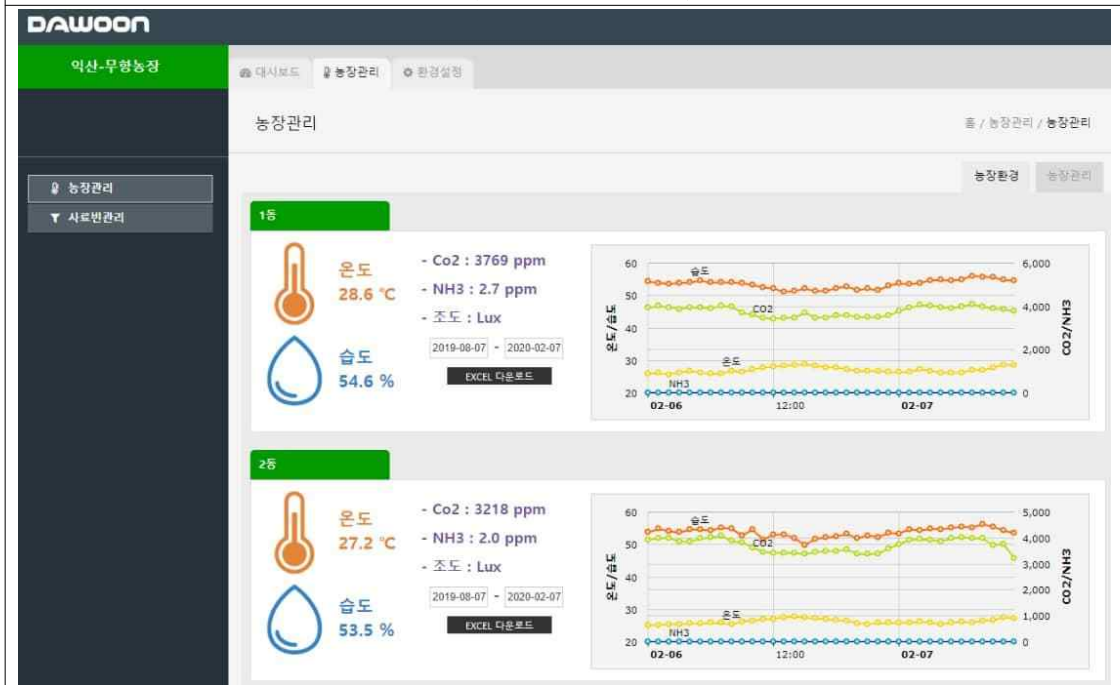 DAWOON
익산-무항농장
대시보드 농장관리 환경설정
농장관리
홈 / 농장관리 / 농장관리
농장관리
사료빈관리
농장환경 농장관리
1동
온도
28.6 °C
습도
54.6 %
- Co2 : 3769 ppm
- NH3 : 2.7 ppm
- 조도 : Lux
2019-08-07 - 2020-02-07
EXCEL 다운로드
온도/습도
60
50
40
30
20
습도
CO2
온도
NH3
02-06 12:00 02-07
6,000
4,000
2,000
0
CO2/NH3
2동
온도
27.2 °C
습도
53.5 %
- Co2 : 3218 ppm
- NH3 : 2.0 ppm
- 조도 : Lux
2019-08-07 - 2020-02-07
EXCEL 다운로드
온도/습도
60
50
40
30
20
습도
CO2
온도
NH3
02-06 12:00 02-07
5,000
4,000
3,000
2,000
1,000
0
CO2/NH3